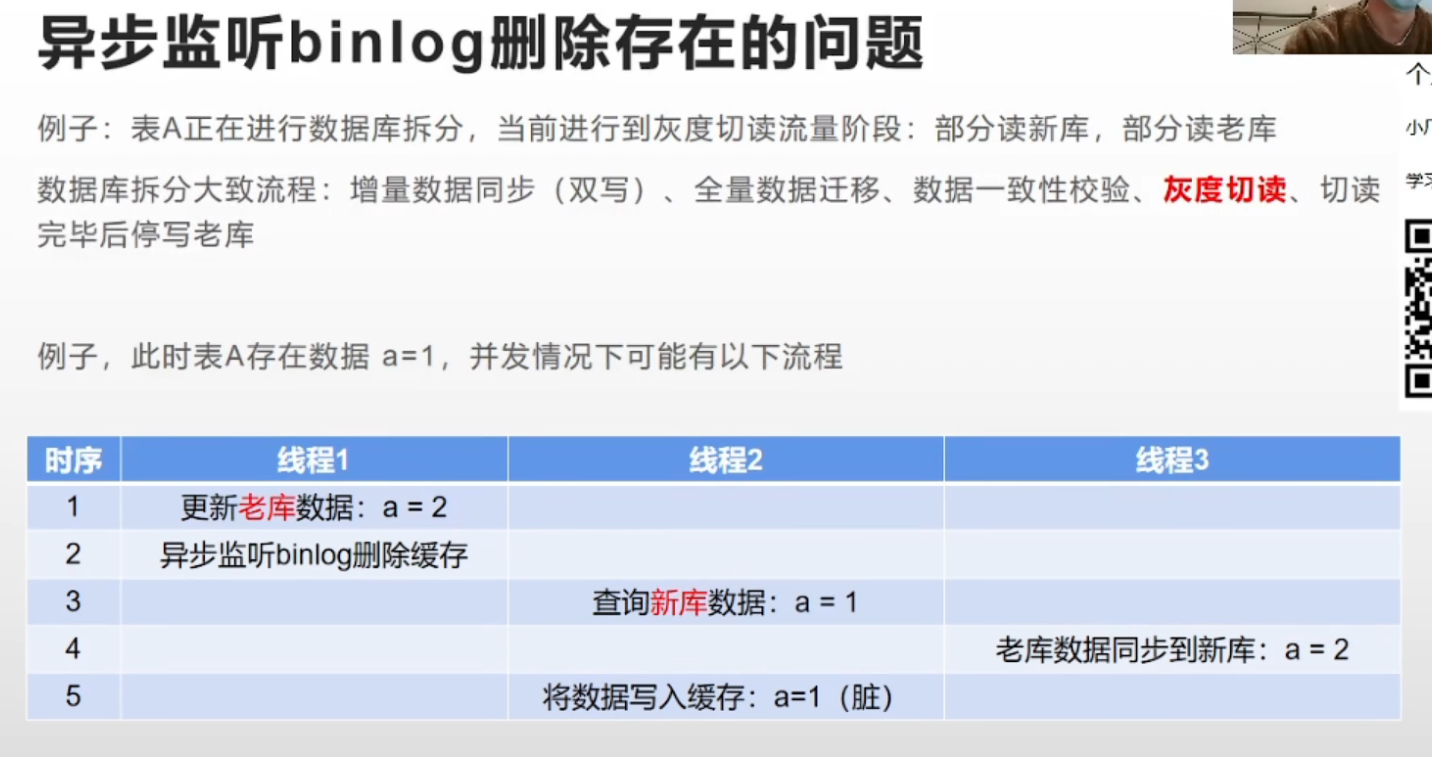 异步监听binlog删除存在的问题
个
例子：表A正在进行数据库拆分，当前进行到灰度切读流量阶段：部分读新库，部分读老库
小厂
数据库拆分大致流程：增量数据同步（双写）、全量数据迁移、数据一致性校验、灰度切读、切读
学习
完毕后停写老库
例子，此时表A存在数据 a=1，并发情况下可能有以下流程
时序 线程1 线程2 线程3
1 更新老库数据：a = 2
2 异步监听binlog删除缓存
3 查询新库数据：a = 1
4 老库数据同步到新库：a = 2
5 将数据写入缓存：a=1（脏）